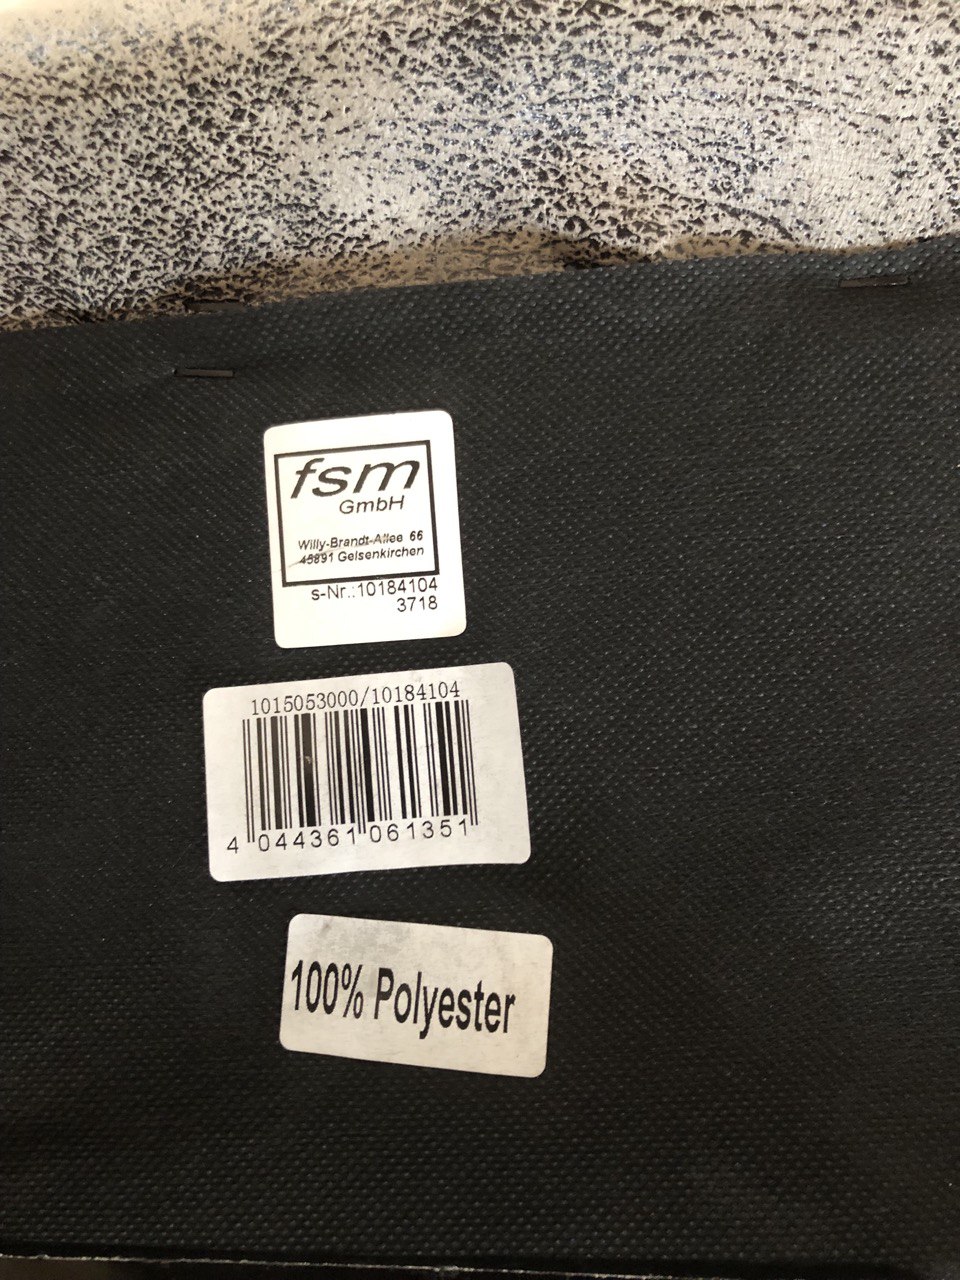 fsm
GmbH
Willy-Brandt-Allee 66
45891 Gelsenkirchen
s-Nr.:10184104
3718
1015053000/10184104
4 044361 061351
100% Polyester